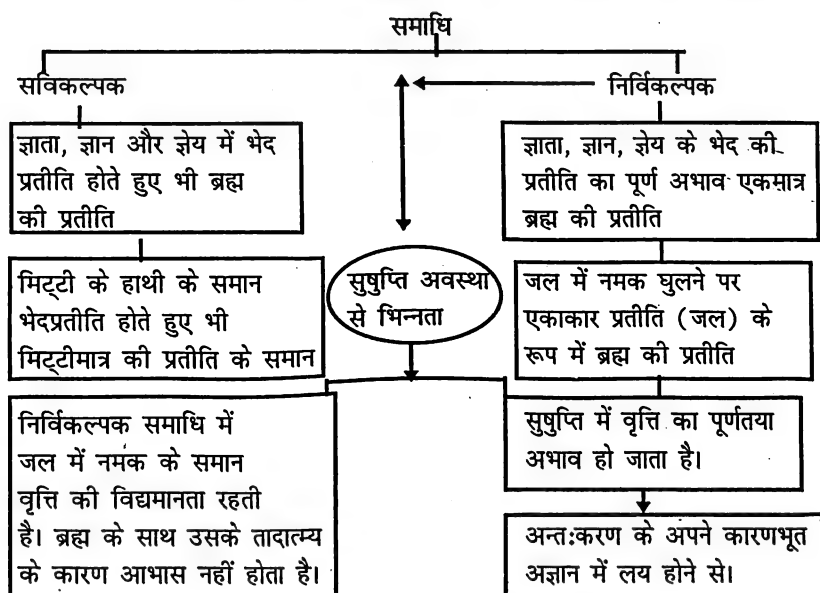 समाधि
सविकल्पक
निर्विकल्पक
ज्ञाता, ज्ञान और ज्ञेय में भेद
प्रतीति होते हुए भी ब्रह्म
की प्रतीति
ज्ञाता, ज्ञान, ज्ञेय के भेद की
प्रतीति का पूर्ण अभाव एकमात्र
ब्रह्म की प्रतीति
मिट्टी के हाथी के समान
भेदप्रतीति होते हुए भी
मिट्टीमात्र की प्रतीति के समान
सुषुप्ति अवस्था
से भिन्नता
जल में नमक घुलने पर
एकाकार प्रतीति (जल) के
रूप में ब्रह्म की प्रतीति
निर्विकल्पक समाधि में
जल में नमक के समान
वृत्ति की विद्यमानता रहती
है। ब्रह्म के साथ उसके तादात्म्य
के कारण आभास नहीं होता है।
सुषुप्ति में वृत्ति का पूर्णतया
अभाव हो जाता है।
अन्त:करण के अपने कारणभूत
अज्ञान में लय होने से।